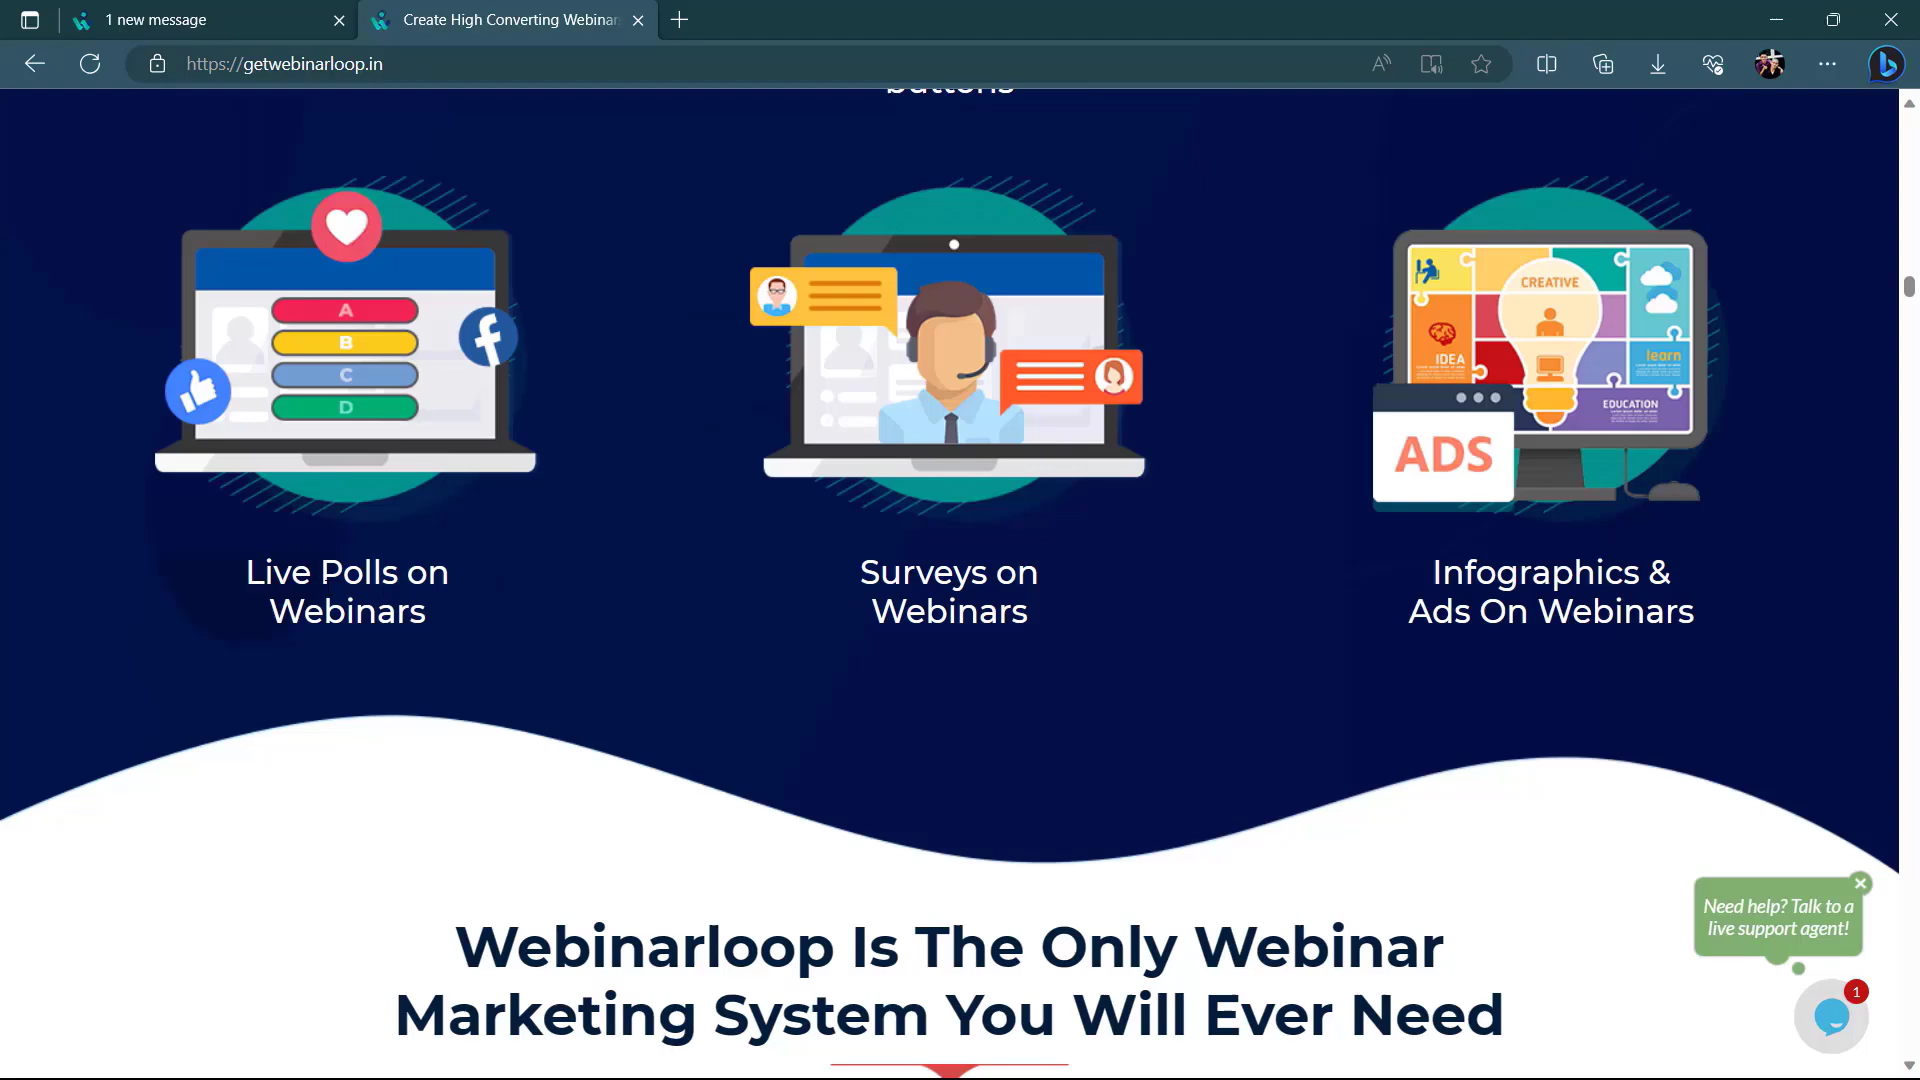 1 new message
Create High Converting Webinar
https://getwebinarloop.in
buttons
A
B
C
D
CREATIVE
IDEA
learn
EDUCATION
ADS
Live Polls on
Webinars
Surveys on
Webinars
Infographics &
Ads On Webinars
Webinarloop Is The Only Webinar
Marketing System You Will Ever Need
Need help? Talk to a
live support agent!
1